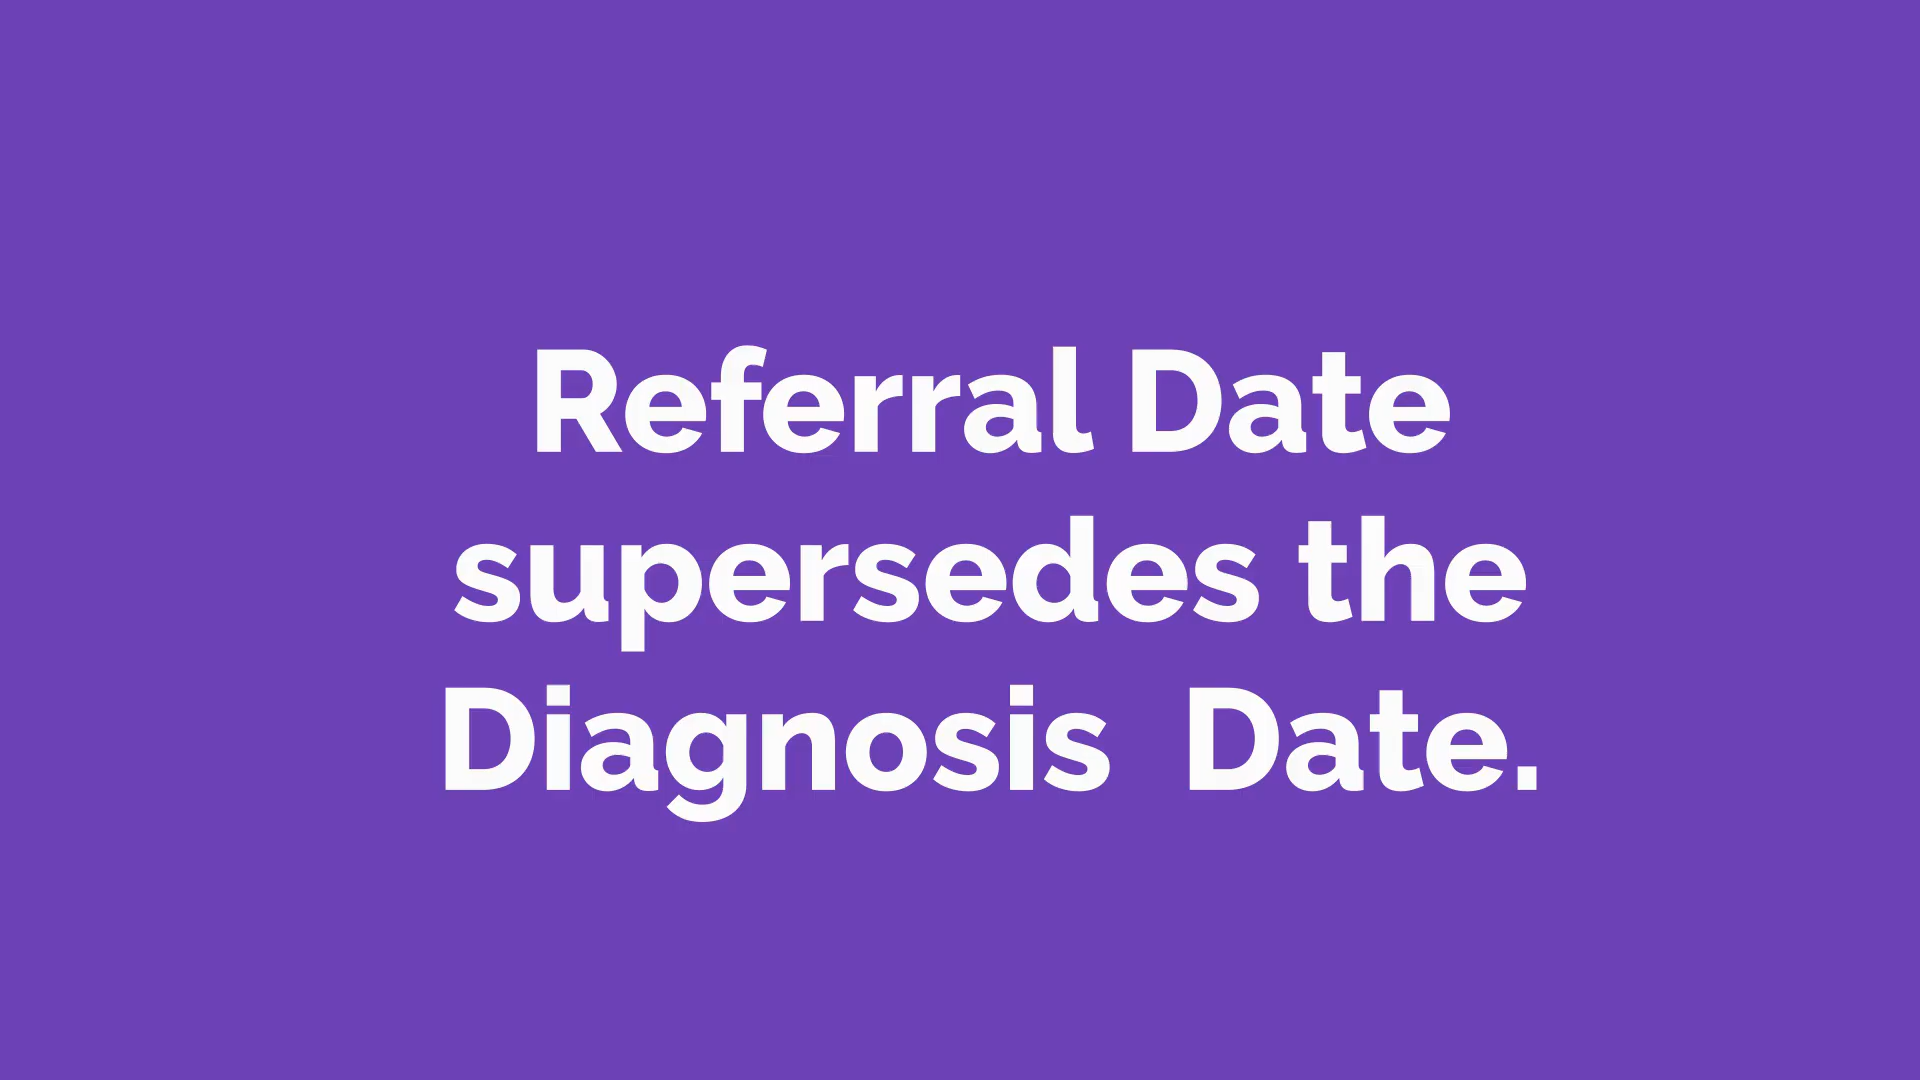 Referral Date
supersedes the
Diagnosis  Date.